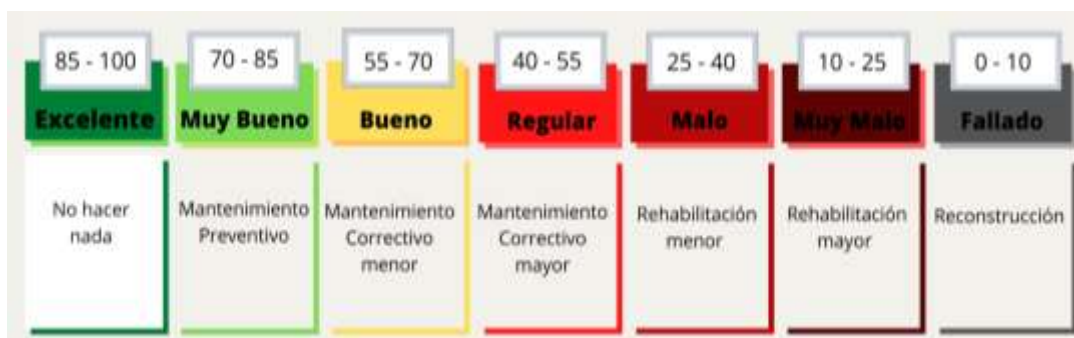 85 - 100
70 - 85
55 - 70
40 - 55
25 - 40
10 - 25
0 - 10
Excelente
Muy Bueno
Bueno
Regular
Malo
Muy Malo
Fallado
No hacer
nada
Mantenimiento
Preventivo
Mantenimiento
Correctivo
menor
Mantenimiento
Correctivo
mayor
Rehabilitación
menor
Rehabilitación
mayor
Reconstrucción